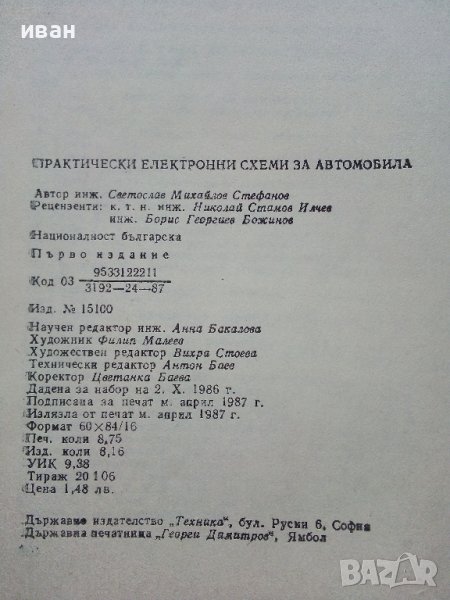 иван
ПРАКТИЧЕСКИ ЕЛЕКТРОННИ СХЕМИ ЗА АВТОМОБИЛА
Автор инж. Светослав Михайлов Стефанов
Рецензенти: к. т. н. инж. Николай Стамов Илчев
инж. Борис Георгиев Божинов
Националност българска
Първо издание
Код 03 9533122211
3192—24—87
Изд. № 15100
Научен редактор инж. Анна Бакалова
Художник Филип Малеев
Художествен редактор Вихра Стоева
Технически редактор Антон Баев
Коректор Цветанка Баева
Дадена за набор на 2. X. 1986 г.
Подписана за печат м. април 1987 г.
Излязла от печат м. април 1987 г.
Формат 60×84/16
Печ. коли 8,75
Изд. коли 8,16
УИК 9,38
Тираж 20 106
Цена 1,48 лв.
Държавно издателство „Техника“, бул. Руски 6, София
Държавна печатница „Георги Димитров“, Ямбол
BAZAR.bg